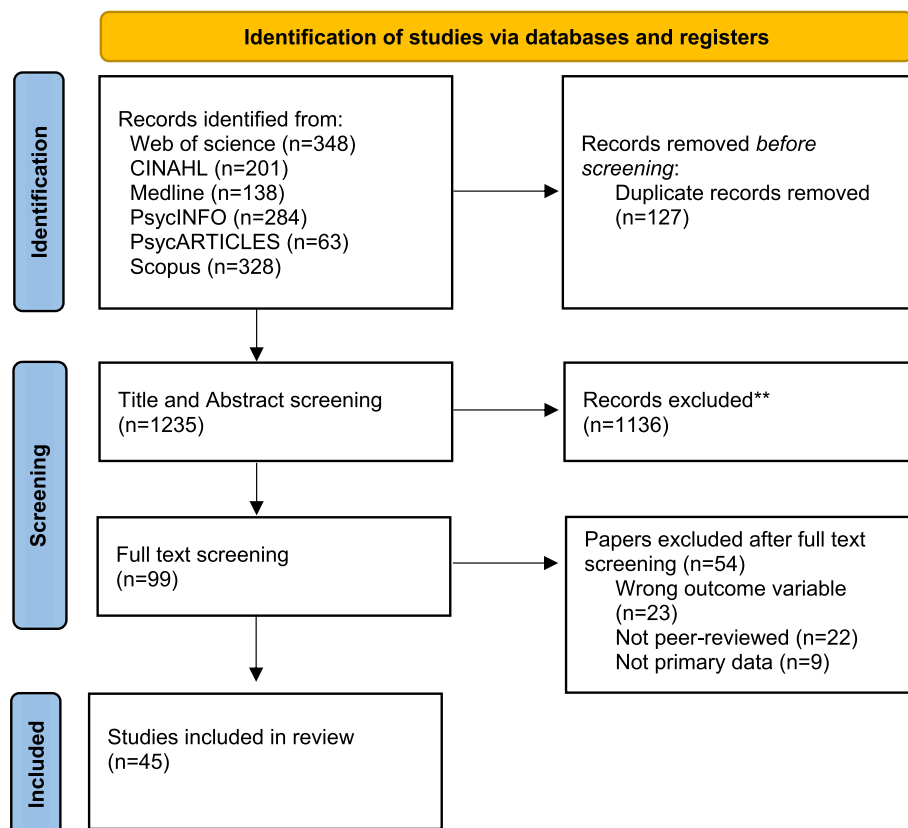 Identification of studies via databases and registers
Identification
Records identified from:
Web of science (n=348)
CINAHL (n=201)
Medline (n=138)
PsycINFO (n=284)
PsycARTICLES (n=63)
Scopus (n=328)
Records removed before
screening:
Duplicate records removed
(n=127)
Screening
Title and Abstract screening
(n=1235)
Records excluded**
(n=1136)
Full text screening
(n=99)
Papers excluded after full text
screening (n=54)
Wrong outcome variable
(n=23)
Not peer-reviewed (n=22)
Not primary data (n=9)
Included
Studies included in review
(n=45)